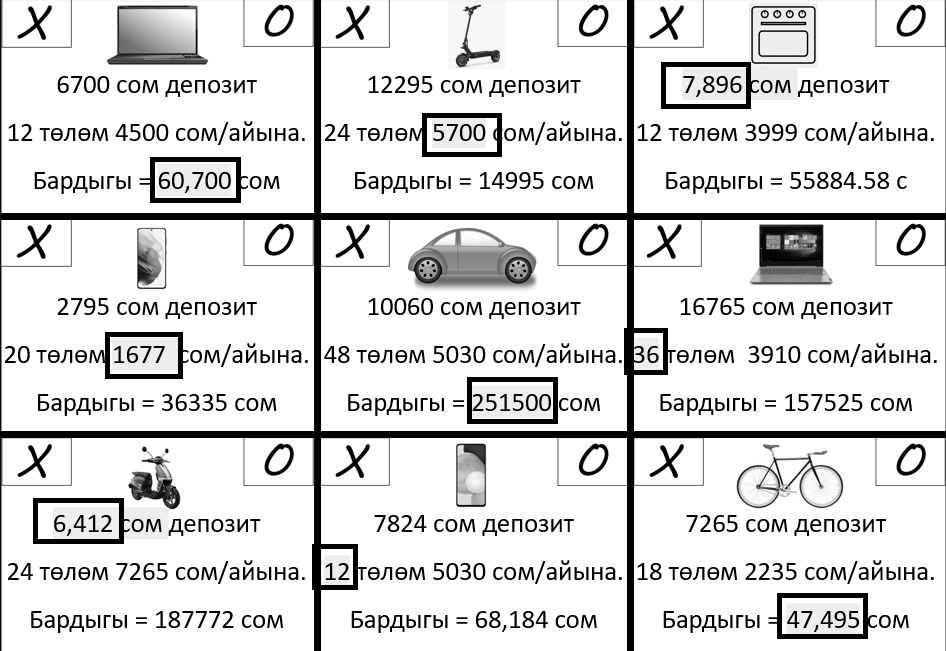 X O
6700 сом депозит
12 төлөм 4500 сом/айына.
Бардыгы = 60,700 сом
X O
12295 сом депозит
24 төлөм 5700 сом/айына.
Бардыгы = 14995 сом
X O
7,896 сом депозит
12 төлөм 3999 сом/айына.
Бардыгы = 55884.58 с
X O
2795 сом депозит
20 төлөм 1677 сом/айына.
Бардыгы = 36335 сом
X O
10060 сом депозит
48 төлөм 5030 сом/айына.
Бардыгы = 251500 сом
X O
16765 сом депозит
36 төлөм 3910 сом/айына.
Бардыгы = 157525 сом
X O
6,412 сом депозит
24 төлөм 7265 сом/айына.
Бардыгы = 187772 сом
X O
7824 сом депозит
12 төлөм 5030 сом/айына.
Бардыгы = 68,184 сом
X O
7265 сом депозит
18 төлөм 2235 сом/айына.
Бардыгы = 47,495 сом